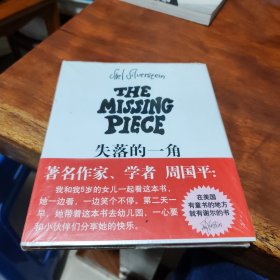 Shel Silverstein
THE
MISSING
PIECE
失落的一角
著名作家、学者 周国平：
我和我5岁的女儿一起看这本书，
她一边看，一边笑个不停。第二天一
早，她带着这本书去幼儿园，一心要
和小伙伴们分享她的快乐。
在美国
有童书的地方
就有谢尔的书